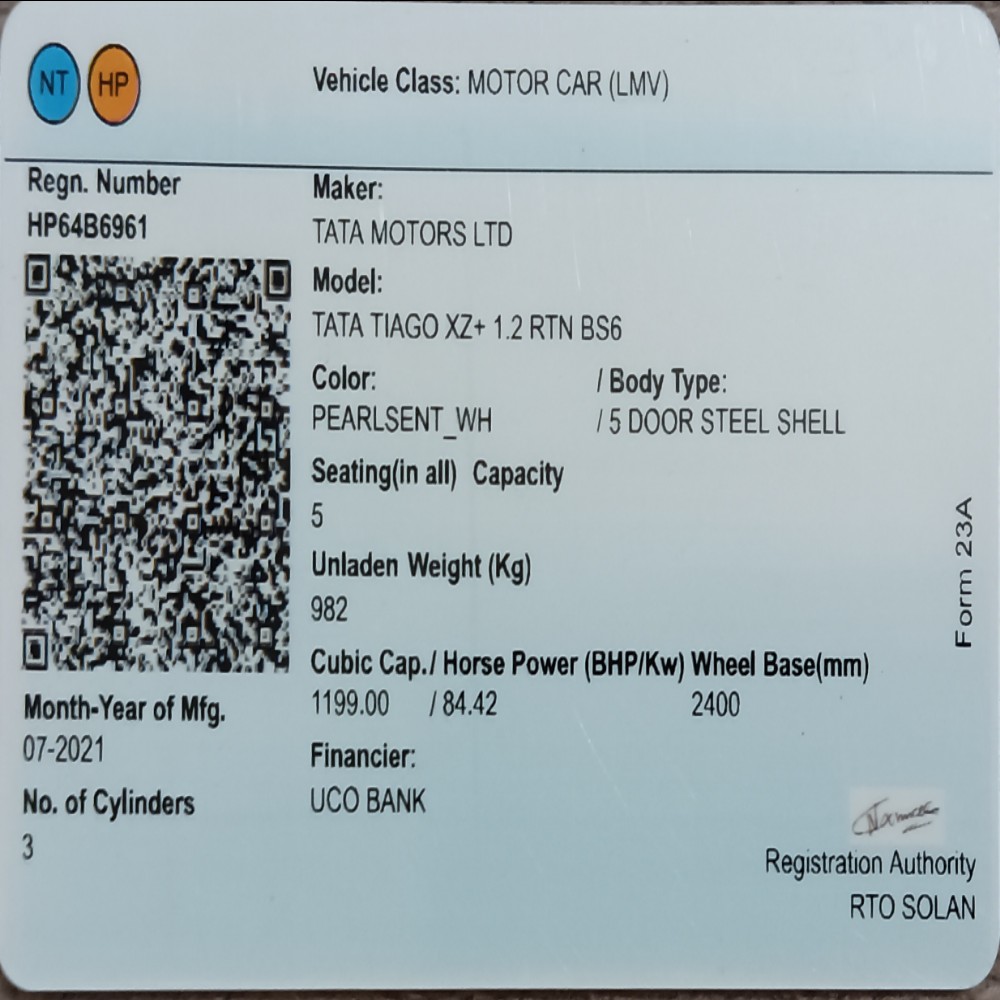 NT HP
Vehicle Class: MOTOR CAR (LMV)
Regn. Number
HP64B6961
Maker:
TATA MOTORS LTD
Model:
TATA TIAGO XZ+ 1.2 RTN BS6
Color: / Body Type:
PEARLSENT_WH / 5 DOOR STEEL SHELL
Seating(in all) Capacity
5
Unladen Weight (Kg)
982
Cubic Cap./ Horse Power (BHP/Kw) Wheel Base(mm)
1199.00 / 84.42 2400
Month-Year of Mfg.
07-2021
Financier:
UCO BANK
No. of Cylinders
3
Form 23A
Registration Authority
RTO SOLAN